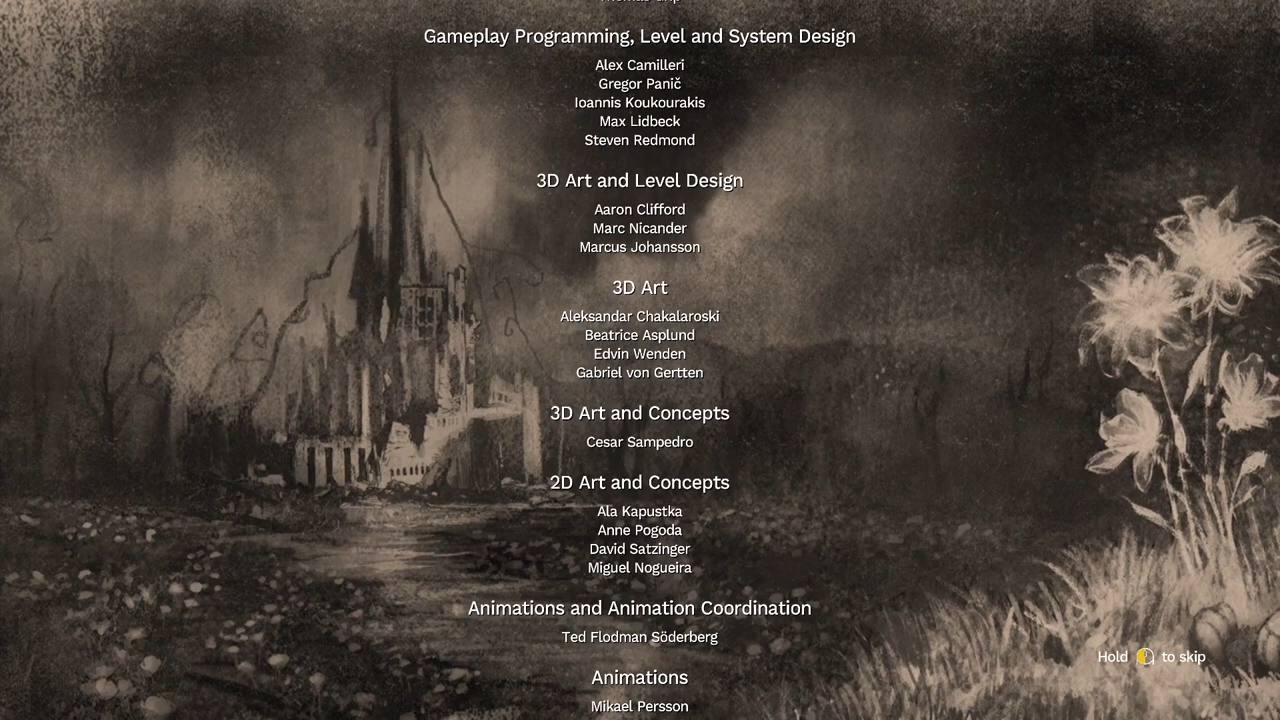 Gameplay Programming, Level and System Design
Alex Camilleri
Gregor Panič
Ioannis Koukourakis
Max Lidbeck
Steven Redmond
3D Art and Level Design
Aaron Clifford
Marc Nicander
Marcus Johansson
3D Art
Aleksandar Chakalaroski
Beatrice Asplund
Edvin Wenden
Gabriel von Gertten
3D Art and Concepts
Cesar Sampedro
2D Art and Concepts
Ala Kapustka
Anne Pogoda
David Satzinger
Miguel Nogueira
Animations and Animation Coordination
Ted Flodman Söderberg
Animations
Mikael Persson
Hold to skip